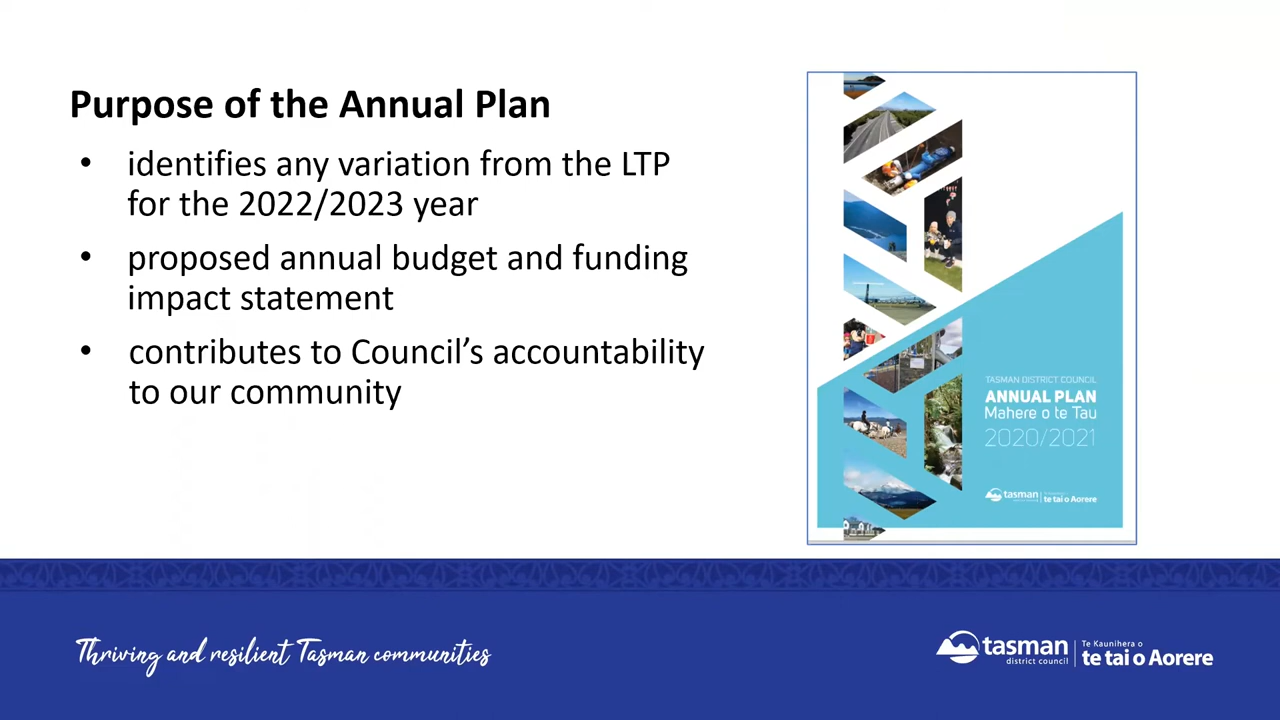 Purpose of the Annual Plan
• identifies any variation from the LTP
for the 2022/2023 year
• proposed annual budget and funding
impact statement
• contributes to Council’s accountability
to our community
TASMAN DISTRICT COUNCIL
ANNUAL PLAN
Mahere o te Tau
2020/2021
tasman
te tai o Aorere
Thriving and resilient Tasman communities
tasman
district council
Te Kaunihera o
te tai o Aorere